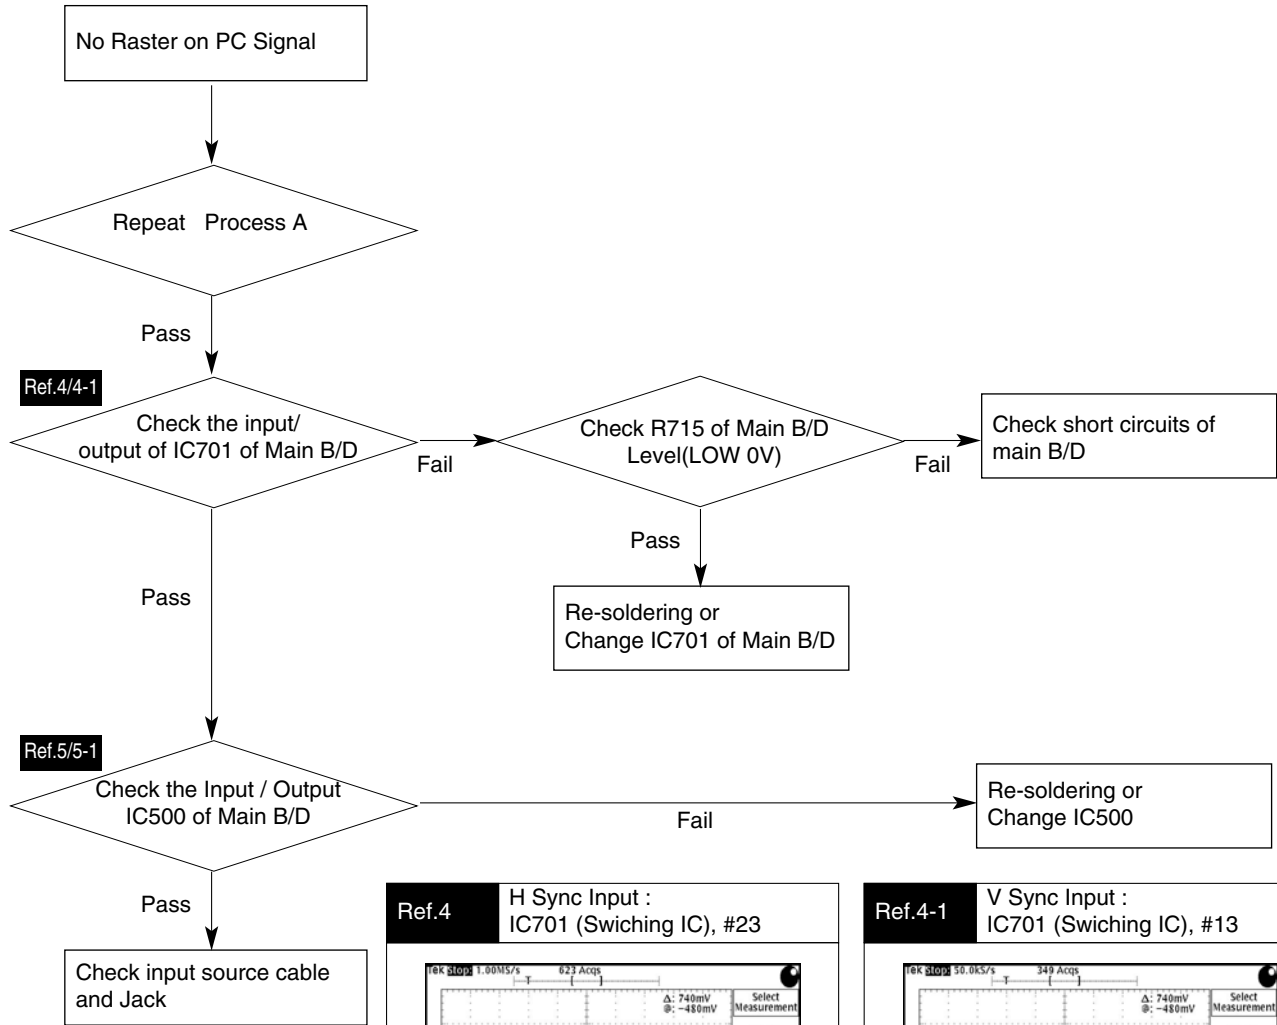 No Raster on PC Signal
Repeat Process A
Pass
Ref.4/4-1
Check the input/
output of IC701 of Main B/D
Fail
Check R715 of Main B/D
Level(LOW 0V)
Fail
Check short circuits of
main B/D
Pass
Re-soldering or
Change IC701 of Main B/D
Pass
Ref.5/5-1
Check the Input / Output
IC500 of Main B/D
Fail
Re-soldering or
Change IC500
Pass
Check input source cable
and Jack
Ref.4
H Sync Input :
IC701 (Swiching IC), #23
Tek Stop: 1.00MS/s 623 Acqs
T
Δ: 740mV
@: -480mV
Select
Measurement
Ref.4-1
V Sync Input :
IC701 (Swiching IC), #13
Tek Stop: 50.0kS/s 349 Acqs
T
Δ: 740mV
@: -480mV
Select
Measurement